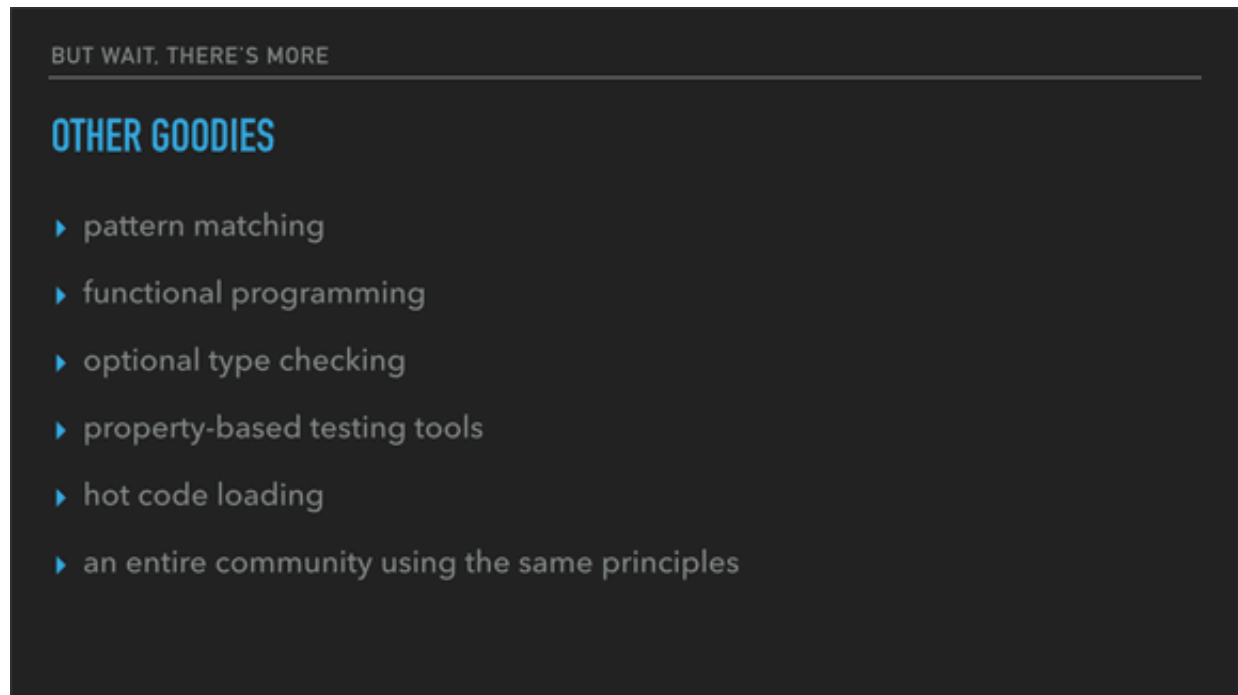 BUT WAIT, THERE'S MORE
OTHER GOODIES
▸ pattern matching
▸ functional programming
▸ optional type checking
▸ property-based testing tools
▸ hot code loading
▸ an entire community using the same principles